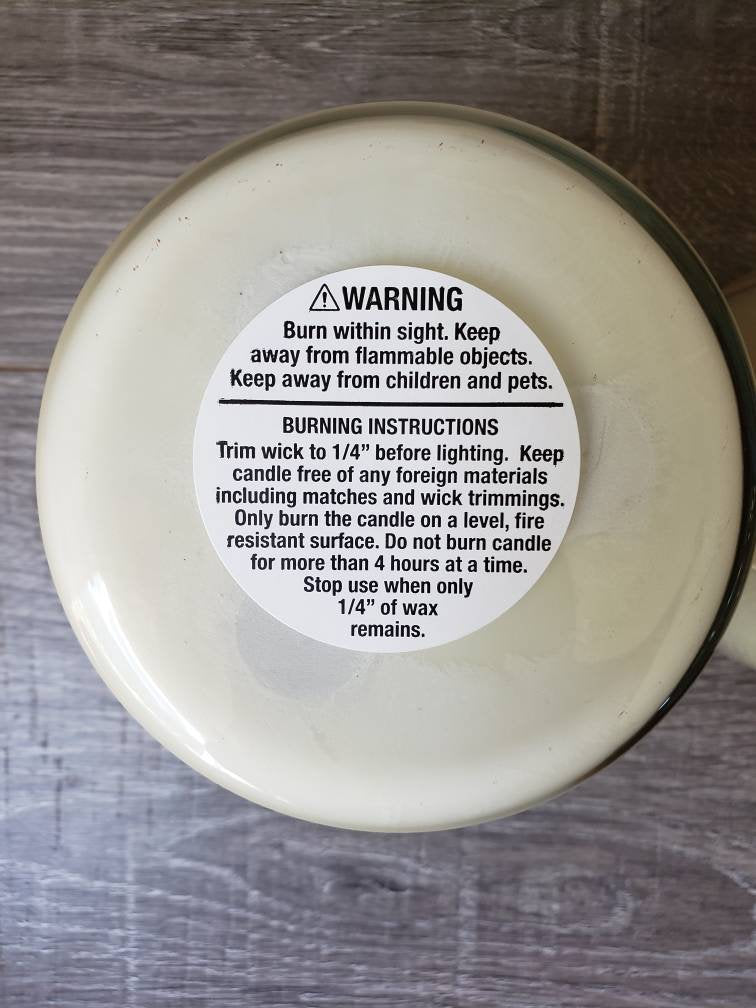 ⚠ WARNING
Burn within sight. Keep
away from flammable objects.
Keep away from children and pets.
BURNING INSTRUCTIONS
Trim wick to 1/4” before lighting. Keep
candle free of any foreign materials
including matches and wick trimmings.
Only burn the candle on a level, fire
resistant surface. Do not burn candle
for more than 4 hours at a time.
Stop use when only
1/4” of wax
remains.